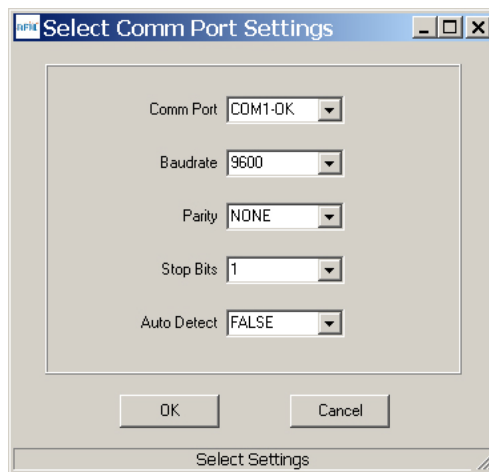 Select Comm Port Settings
Comm Port COM1-OK
Baudrate 9600
Parity NONE
Stop Bits 1
Auto Detect FALSE
OK Cancel
Select Settings